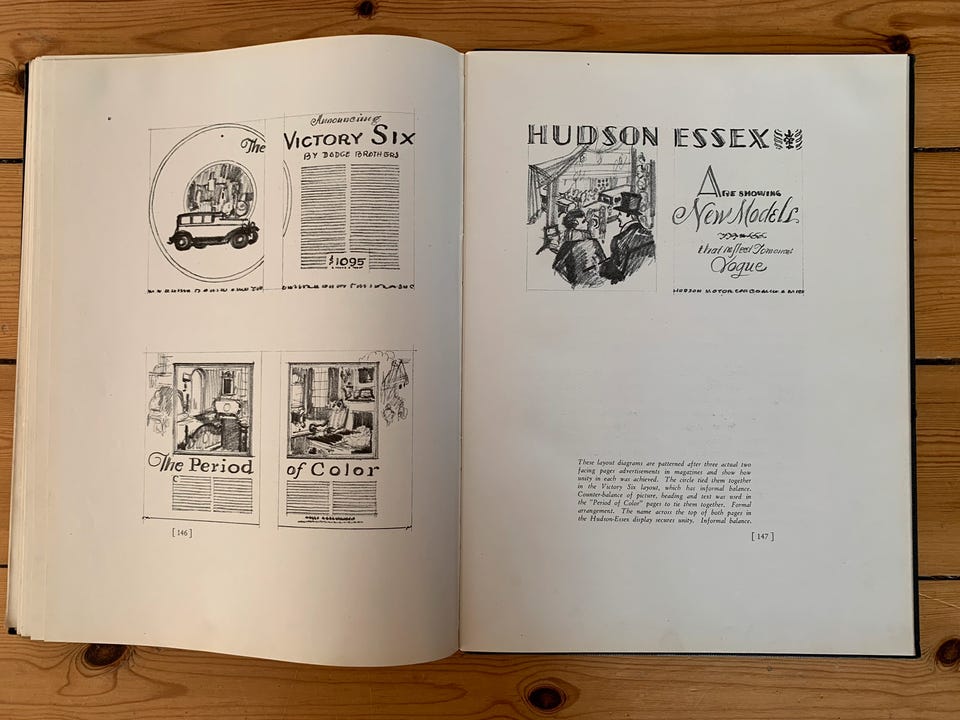 Announcing
The VICTORY SIX
BY DODGE BROTHERS
$1095
The Period of Color
C
[ 146 ]
HUDSON ESSEX
ARE SHOWING
New Models
that reflect Tomorrows
Vogue
These layout diagrams are patterned after three actual two
facing pages advertisements in magazines and show how
unity in each was achieved. The circle tied them together
in the Victory Six layout, which has informal balance.
Counter-balance of picture, heading and text was used in
the "Period of Color" pages to tie them together. Formal
arrangement. The name across the top of both pages in
the Hudson-Essex display secures unity. Informal balance.
[ 147 ]